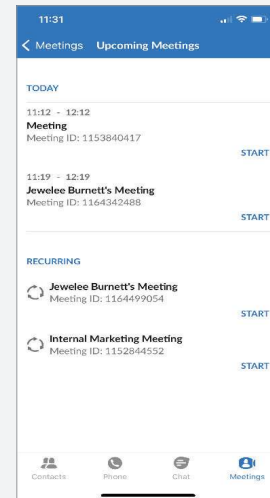 11:31
Meetings Upcoming Meetings
TODAY
11:12 - 12:12
Meeting
Meeting ID: 1153840417
START
11:19 - 12:19
Jewelee Burnett's Meeting
Meeting ID: 1164342488
START
RECURRING
Jewelee Burnett's Meeting
Meeting ID: 1164499054
START
Internal Marketing Meeting
Meeting ID: 1152844552
START
Contacts Phone Chat Meetings